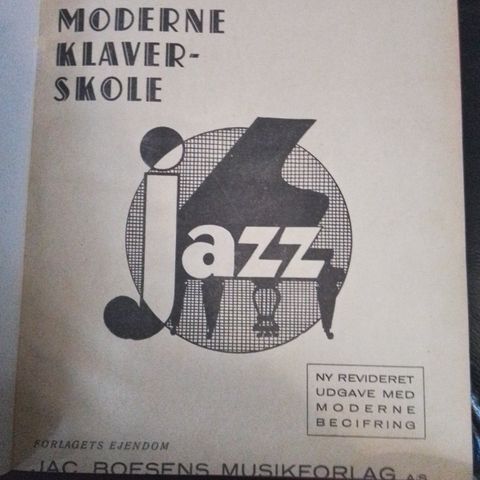 MODERNE
KLAVER-
SKOLE
jazz
NY REVIDERET
UDGAVE MED
MODERNE
BECIFRING
FORLAGETS EJENDOM
JAC. BOESENS MUSIKFORLAG A.S.